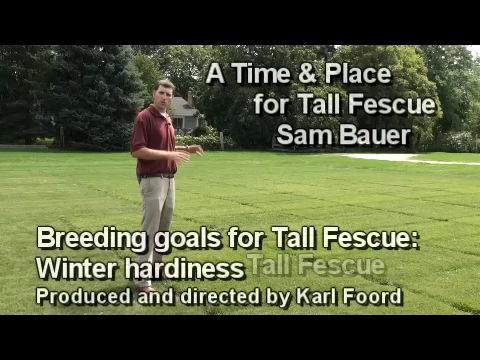 A Time & Place
for Tall Fescue
Sam Bauer
Breeding goals for Tall Fescue:
Winter hardiness
Tall Fescue
Produced and directed by Karl Foord